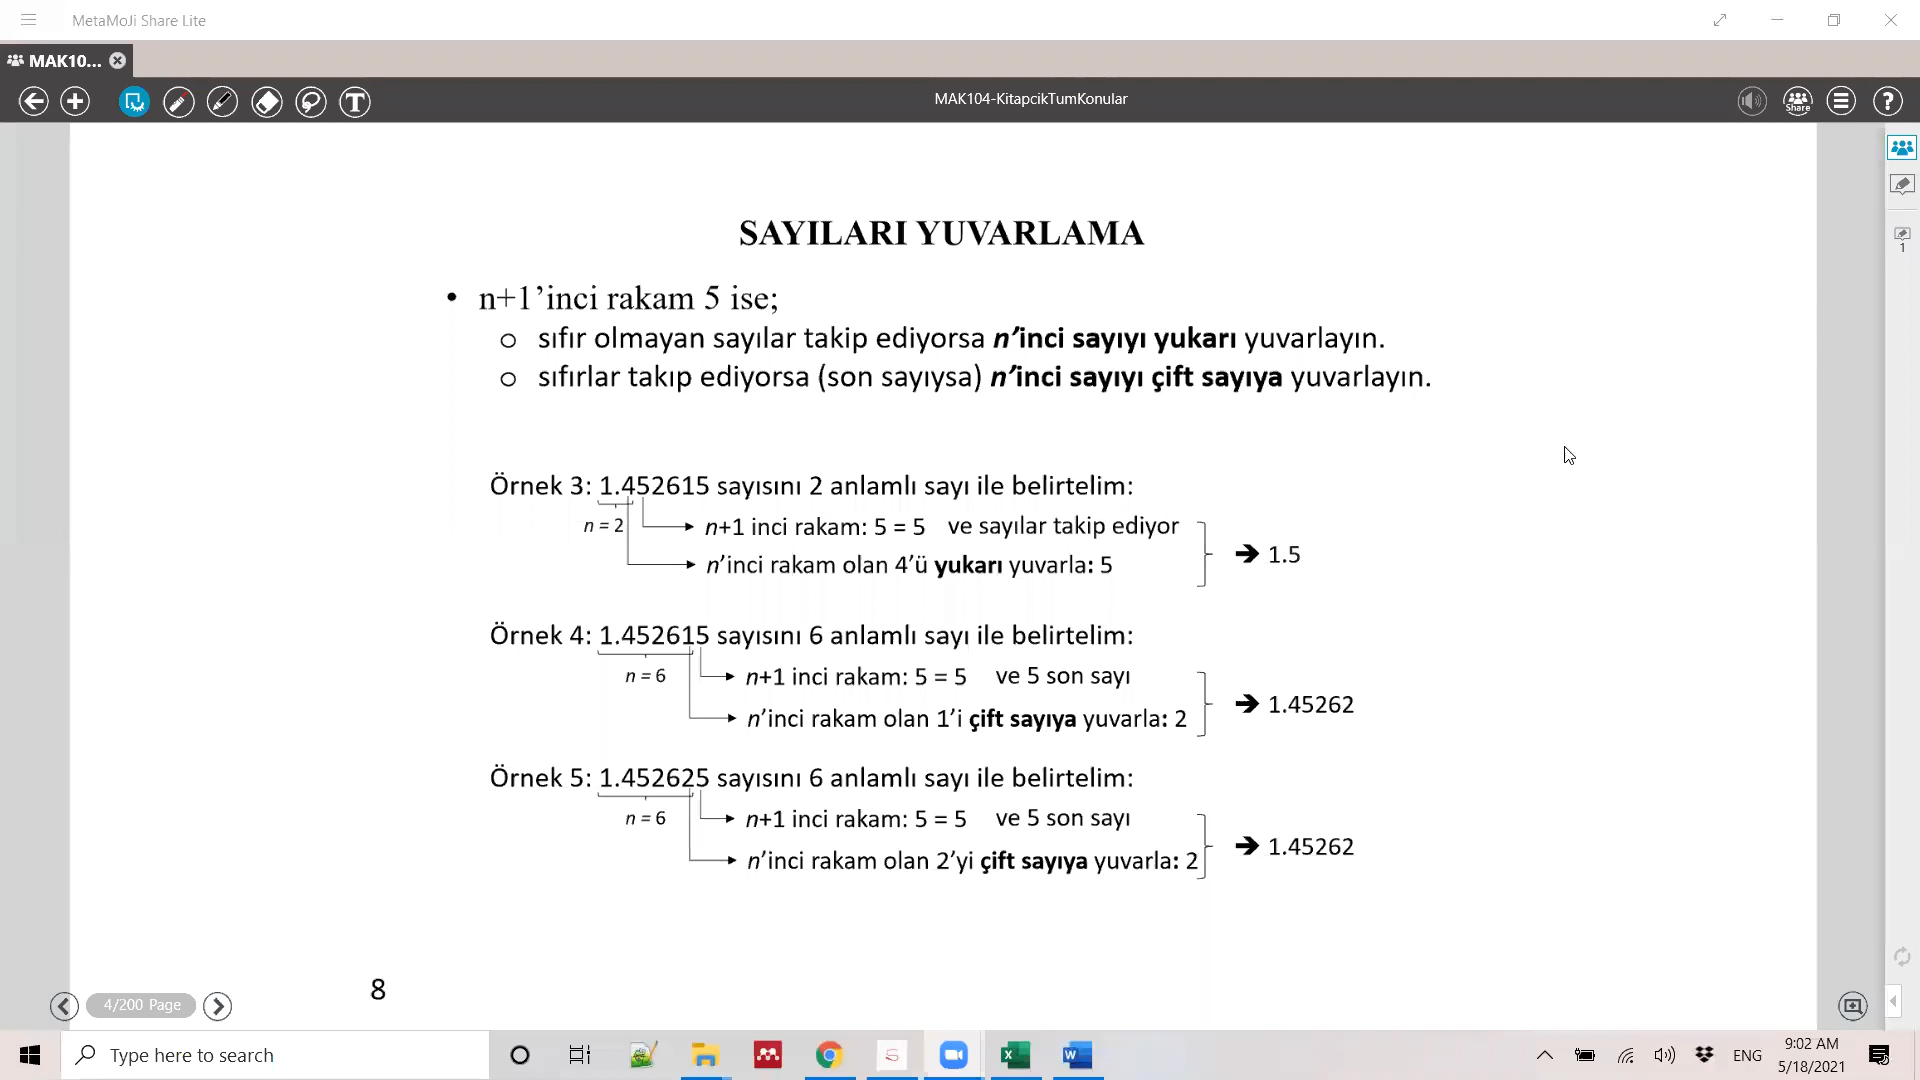 MetaMoJi Share Lite
MAK10...
MAK104-KitapcikTumKonular
Share
SAYILARI YUVARLAMA
• n+1’inci rakam 5 ise;
o sıfır olmayan sayılar takip ediyorsa n’inci sayıyı yukarı yuvarlayın.
o sıfırlar takıp ediyorsa (son sayıysa) n’inci sayıyı çift sayıya yuvarlayın.
Örnek 3: 1.452615 sayısını 2 anlamlı sayı ile belirtelim:
n = 2
n+1 inci rakam: 5 = 5 ve sayılar takip ediyor
n’inci rakam olan 4’ü yukarı yuvarla: 5
➔ 1.5
Örnek 4: 1.452615 sayısını 6 anlamlı sayı ile belirtelim:
n = 6
n+1 inci rakam: 5 = 5 ve 5 son sayı
n’inci rakam olan 1’i çift sayıya yuvarla: 2
➔ 1.45262
Örnek 5: 1.452625 sayısını 6 anlamlı sayı ile belirtelim:
n = 6
n+1 inci rakam: 5 = 5 ve 5 son sayı
n’inci rakam olan 2’yi çift sayıya yuvarla: 2
➔ 1.45262
8
1
4/200 Page
Type here to search
ENG
9:02 AM
5/18/2021